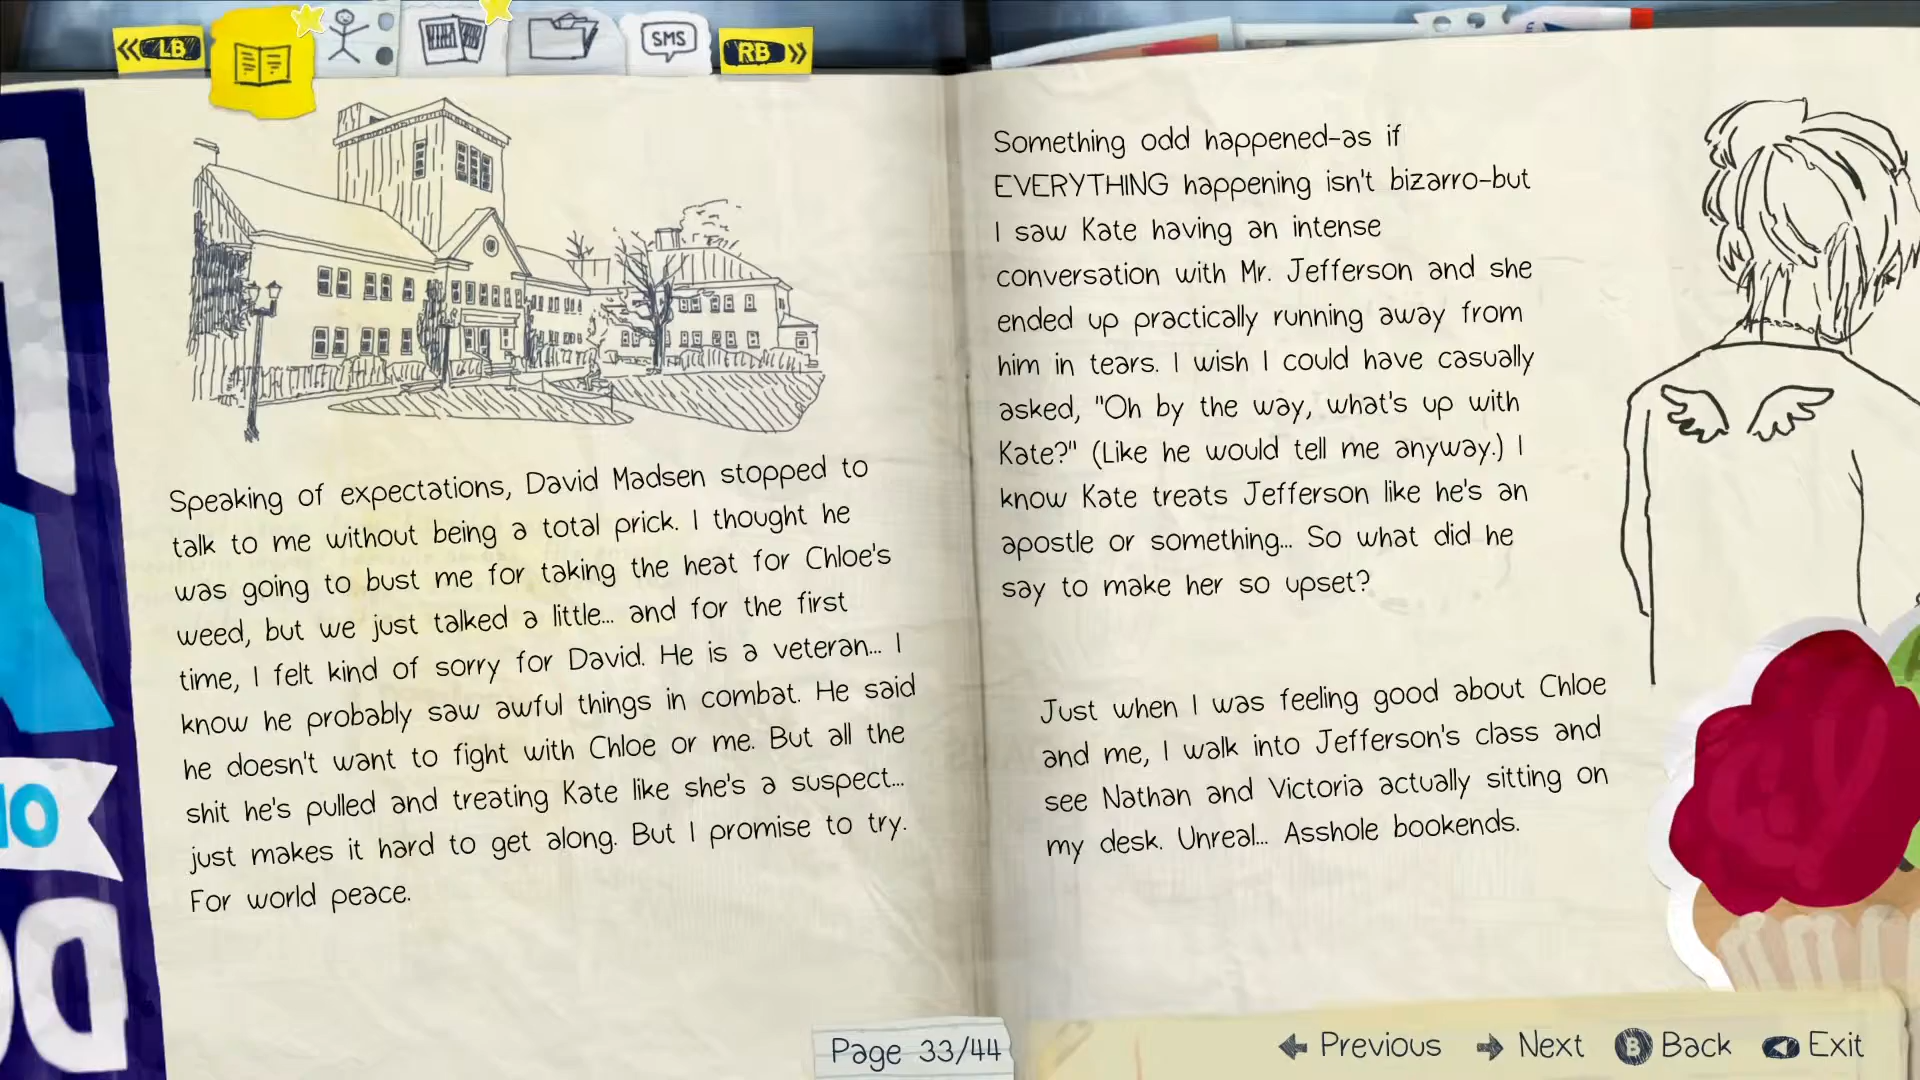 LB
SMS
RB
Speaking of expectations, David Madsen stopped to
talk to me without being a total prick. I thought he
was going to bust me for taking the heat for Chloe's
weed, but we just talked a little... and for the first
time, I felt kind of sorry for David. He is a veteran... I
know he probably saw awful things in combat. He said
he doesn't want to fight with Chloe or me. But all the
shit he's pulled and treating Kate like she's a suspect...
just makes it hard to get along. But I promise to try.
For world peace.
Something odd happened-as if
EVERYTHING happening isn't bizarro-but
I saw Kate having an intense
conversation with Mr. Jefferson and she
ended up practically running away from
him in tears. I wish I could have casually
asked, "Oh by the way, what's up with
Kate?" (Like he would tell me anyway.) I
know Kate treats Jefferson like he's an
apostle or something... So what did he
say to make her so upset?
Just when I was feeling good about Chloe
and me, I walk into Jefferson's class and
see Nathan and Victoria actually sitting on
my desk. Unreal... Asshole bookends.
Page 33/44
Previous
Next
B Back
Exit